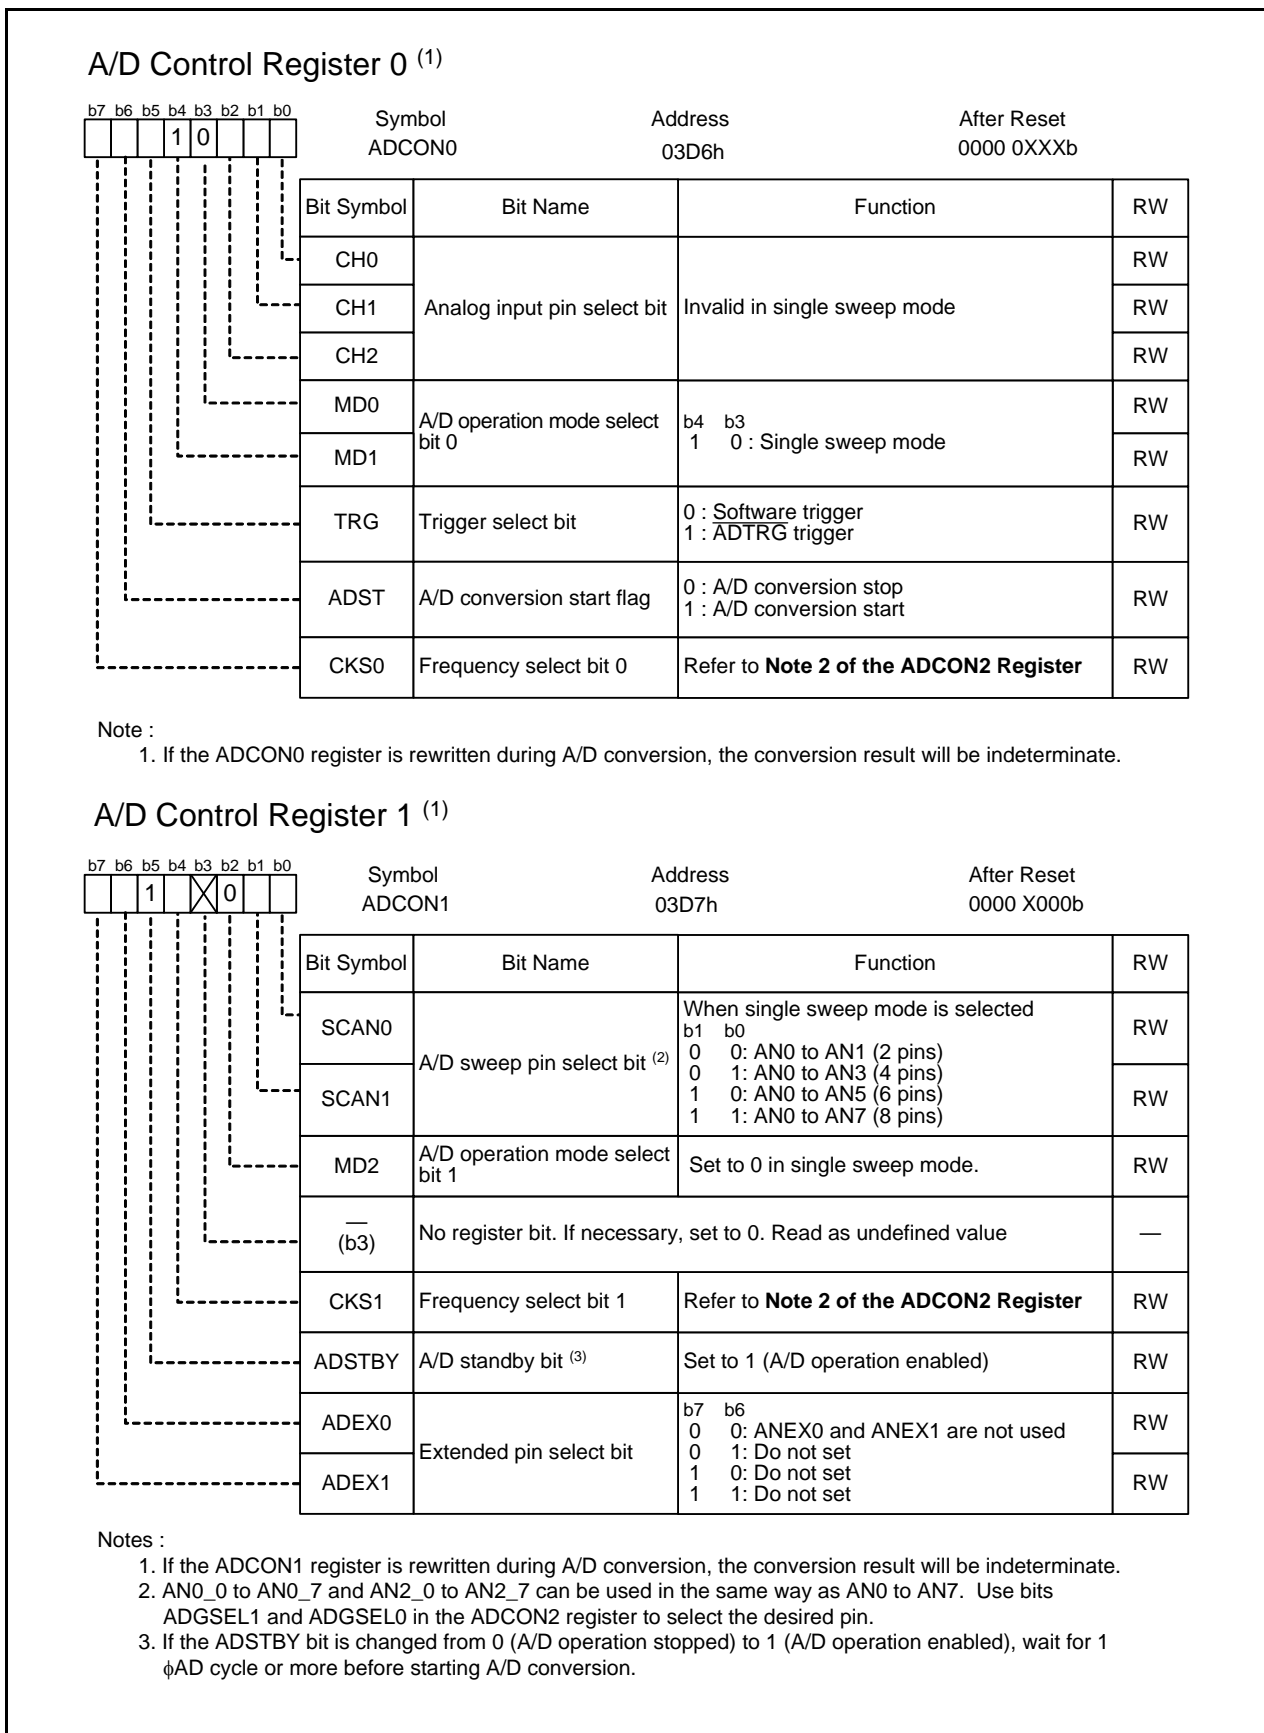 A/D Control Register 0 (1)
b7 b6 b5 b4 b3 b2 b1 b0
1 0
Symbol Address After Reset
ADCON0 03D6h 0000 0XXXb
Bit Symbol Bit Name Function RW
CH0 RW
CH1 Analog input pin select bit Invalid in single sweep mode RW
CH2 RW
MD0 RW
A/D operation mode select
bit 0
b4 b3
1 0 : Single sweep mode
MD1 RW
TRG Trigger select bit 0 : Software trigger RW
1 : ADTRG trigger
ADST A/D conversion start flag 0 : A/D conversion stop RW
1 : A/D conversion start
CKS0 Frequency select bit 0 Refer to Note 2 of the ADCON2 Register RW
Note :
1. If the ADCON0 register is rewritten during A/D conversion, the conversion result will be indeterminate.
A/D Control Register 1 (1)
b7 b6 b5 b4 b3 b2 b1 b0
1 0
Symbol Address After Reset
ADCON1 03D7h 0000 X000b
Bit Symbol Bit Name Function RW
SCAN0 RW
A/D sweep pin select bit (2)
When single sweep mode is selected
b1 b0
0 0: AN0 to AN1 (2 pins)
0 1: AN0 to AN3 (4 pins)
1 0: AN0 to AN5 (6 pins)
1 1: AN0 to AN7 (8 pins)
SCAN1 RW
MD2 A/D operation mode select Set to 0 in single sweep mode. RW
bit 1
—
(b3) No register bit. If necessary, set to 0. Read as undefined value —
CKS1 Frequency select bit 1 Refer to Note 2 of the ADCON2 Register RW
ADSTBY A/D standby bit (3) Set to 1 (A/D operation enabled) RW
ADEX0 RW
Extended pin select bit
b7 b6
0 0: ANEX0 and ANEX1 are not used
0 1: Do not set
1 0: Do not set
1 1: Do not set
ADEX1 RW
Notes :
1. If the ADCON1 register is rewritten during A/D conversion, the conversion result will be indeterminate.
2. AN0_0 to AN0_7 and AN2_0 to AN2_7 can be used in the same way as AN0 to AN7. Use bits
ADGSEL1 and ADGSEL0 in the ADCON2 register to select the desired pin.
3. If the ADSTBY bit is changed from 0 (A/D operation stopped) to 1 (A/D operation enabled), wait for 1
ϕAD cycle or more before starting A/D conversion.